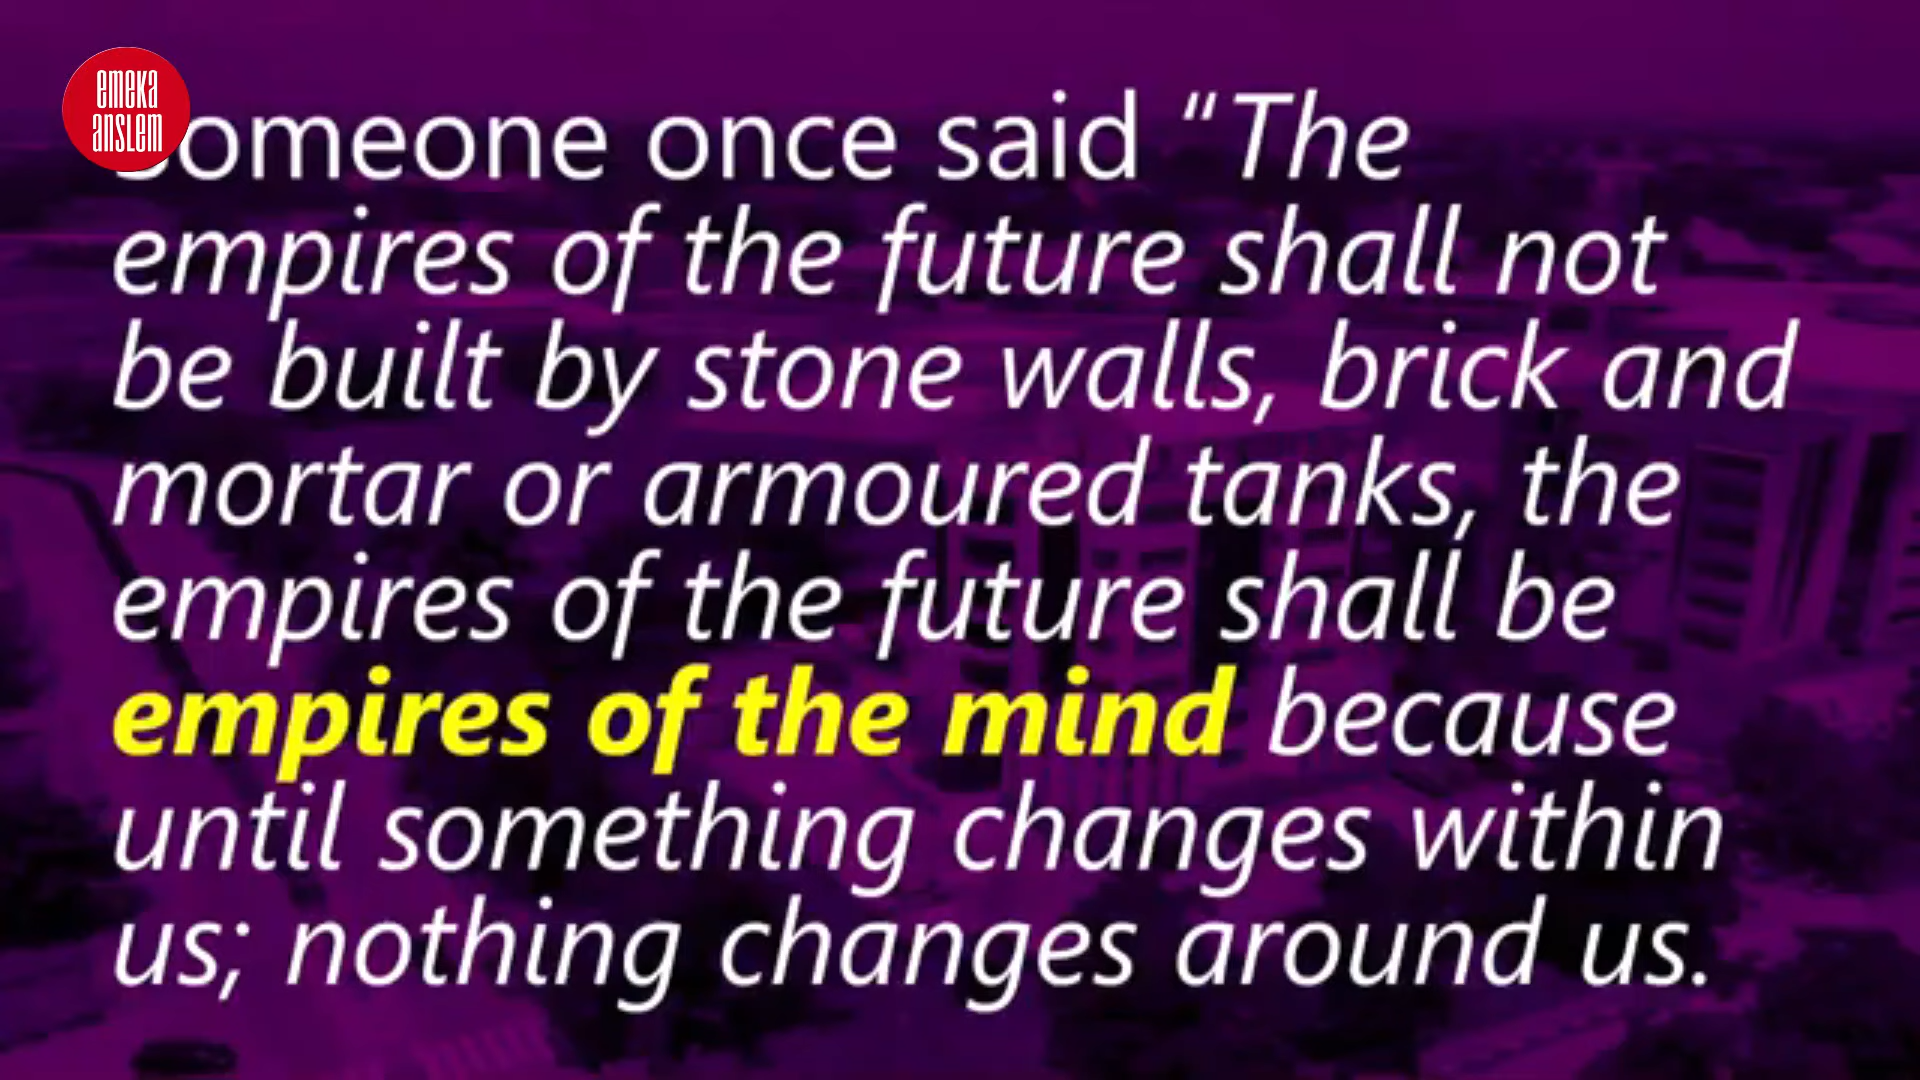 emeka
anslem
Someone once said “The
empires of the future shall not
be built by stone walls, brick and
mortar or armoured tanks, the
empires of the future shall be
empires of the mind because
until something changes within
us; nothing changes around us.